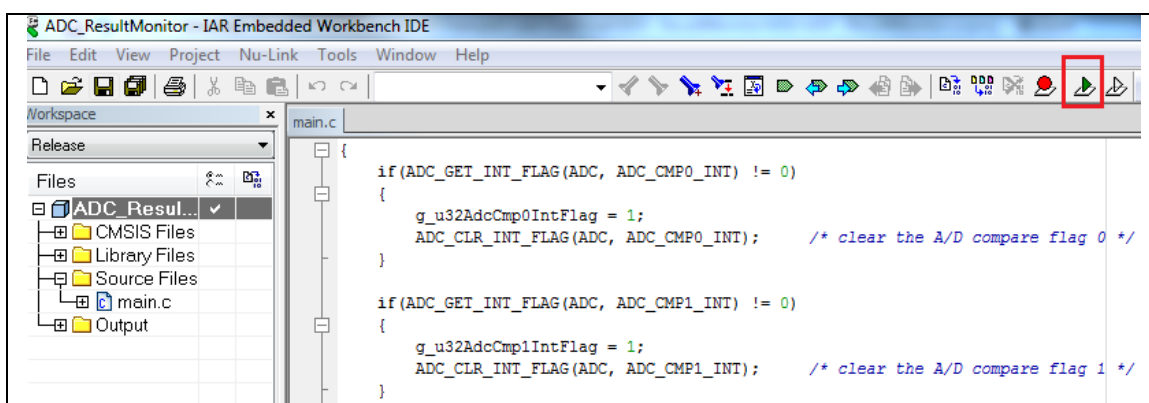 ADC_ResultMonitor - IAR Embedded Workbench IDE
File Edit View Project Nu-Link Tools Window Help
Workspace
main.c
Release
Files
ADC_Resul...
CMSIS Files
Library Files
Source Files
main.c
Output
{
if(ADC_GET_INT_FLAG(ADC, ADC_CMP0_INT) != 0)
{
g_u32AdcCmp0IntFlag = 1;
ADC_CLR_INT_FLAG(ADC, ADC_CMP0_INT); /* clear the A/D compare flag 0 */
}
if(ADC_GET_INT_FLAG(ADC, ADC_CMP1_INT) != 0)
{
g_u32AdcCmp1IntFlag = 1;
ADC_CLR_INT_FLAG(ADC, ADC_CMP1_INT); /* clear the A/D compare flag 1 */
}